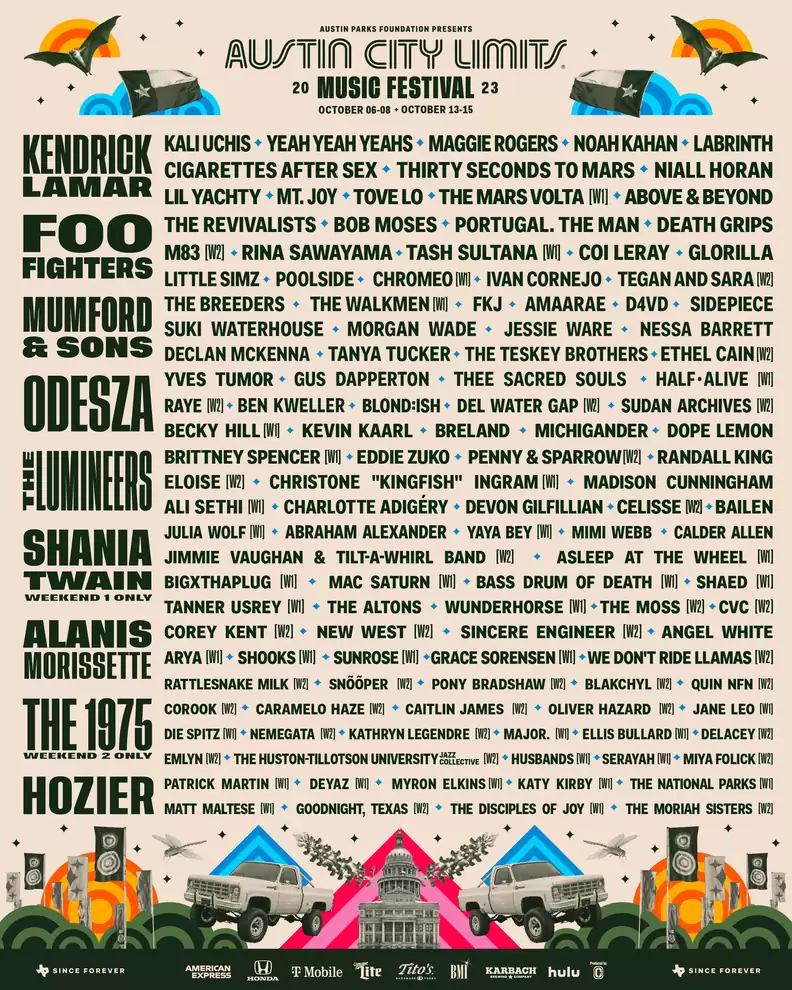 AUSTIN PARKS FOUNDATION PRESENTS
AUSTIN CITY LIMITS®
20 MUSIC FESTIVAL 23
OCTOBER 06-08 • OCTOBER 13-15
KENDRICK
LAMAR
FOO
FIGHTERS
MUMFORD
& SONS
ODESZA
THE LUMINEERS
SHANIA
TWAIN
WEEKEND 1 ONLY
ALANIS
MORISSETTE
THE 1975
WEEKEND 2 ONLY
HOZIER
KALI UCHIS ✦ YEAH YEAH YEAHS ✦ MAGGIE ROGERS ✦ NOAH KAHAN ✦ LABRINTH
CIGARETTES AFTER SEX ✦ THIRTY SECONDS TO MARS ✦ NIALL HORAN
LIL YACHTY ✦ MT. JOY ✦ TOVE LO ✦ THE MARS VOLTA [W1] ✦ ABOVE & BEYOND
THE REVIVALISTS ✦ BOB MOSES ✦ PORTUGAL. THE MAN ✦ DEATH GRIPS
M83 [W2] ✦ RINA SAWAYAMA ✦ TASH SULTANA [W1] ✦ COI LERAY ✦ GLORILLA
LITTLE SIMZ ✦ POOLSIDE ✦ CHROMEO [W1] ✦ IVAN CORNEJO ✦ TEGAN AND SARA [W2]
THE BREEDERS ✦ THE WALKMEN [W1] ✦ FKJ ✦ AMAARAE ✦ D4VD ✦ SIDEPIECE
SUKI WATERHOUSE ✦ MORGAN WADE ✦ JESSIE WARE ✦ NESSA BARRETT
DECLAN MCKENNA ✦ TANYA TUCKER ✦ THE TESKEY BROTHERS ✦ ETHEL CAIN [W2]
YVES TUMOR ✦ GUS DAPPERTON ✦ THEE SACRED SOULS ✦ HALF•ALIVE [W1]
RAYE [W2] ✦ BEN KWELLER ✦ BLOND:ISH ✦ DEL WATER GAP [W2] ✦ SUDAN ARCHIVES [W2]
BECKY HILL [W1] ✦ KEVIN KAARL ✦ BRELAND ✦ MICHIGANDER ✦ DOPE LEMON
BRITTNEY SPENCER [W1] ✦ EDDIE ZUKO ✦ PENNY & SPARROW [W2] ✦ RANDALL KING
ELOISE [W2] ✦ CHRISTONE "KINGFISH" INGRAM [W1] ✦ MADISON CUNNINGHAM
ALI SETHI [W1] ✦ CHARLOTTE ADIGÉRY ✦ DEVON GILFILLIAN ✦ CELISSE [W2] ✦ BAILEN
JULIA WOLF [W1] ✦ ABRAHAM ALEXANDER ✦ YAYA BEY [W1] ✦ MIMI WEBB ✦ CALDER ALLEN
JIMMIE VAUGHAN & TILT-A-WHIRL BAND [W2] ✦ ASLEEP AT THE WHEEL [W1]
BIGXTHAPLUG [W1] ✦ MAC SATURN [W1] ✦ BASS DRUM OF DEATH [W1] ✦ SHAED [W1]
TANNER USREY [W1] ✦ THE ALTONS ✦ WUNDERHORSE [W1] ✦ THE MOSS [W2] ✦ CVC [W2]
COREY KENT [W2] ✦ NEW WEST [W2] ✦ SINCERE ENGINEER [W2] ✦ ANGEL WHITE
ARYA [W1] ✦ SHOOKS [W1] ✦ SUNROSE [W1] ✦ GRACE SORENSEN [W1] ✦ WE DON'T RIDE LLAMAS [W2]
RATTLESNAKE MILK [W2] ✦ SNÕÕPER [W2] ✦ PONY BRADSHAW [W2] ✦ BLAKCHYL [W2] ✦ QUIN NFN [W2]
COROOK [W2] ✦ CARAMELO HAZE [W2] ✦ CAITLIN JAMES [W2] ✦ OLIVER HAZARD [W2] ✦ JANE LEO [W1]
DIE SPITZ [W1] ✦ NEMEGATA [W2] ✦ KATHRYN LEGENDRE [W2] ✦ MAJOR. [W1] ✦ ELLIS BULLARD [W1] ✦ DELACEY [W2]
EMLYN [W2] ✦ THE HUSTON-TILLOTSON UNIVERSITY JAZZ COLLECTIVE [W2] ✦ HUSBANDS [W1] ✦ SERAYAH [W1] ✦ MIYA FOLICK [W2]
PATRICK MARTIN [W1] ✦ DEYAZ [W1] ✦ MYRON ELKINS [W1] ✦ KATY KIRBY [W1] ✦ THE NATIONAL PARKS [W1]
MATT MALTESE [W1] ✦ GOODNIGHT, TEXAS [W2] ✦ THE DISCIPLES OF JOY [W1] ✦ THE MORIAH SISTERS [W2]
SINCE FOREVER
AMERICAN EXPRESS
HONDA
T Mobile
Lite
Tito's
BMI
KARBACH
BREWING COMPANY
hulu
Produced by
SINCE FOREVER